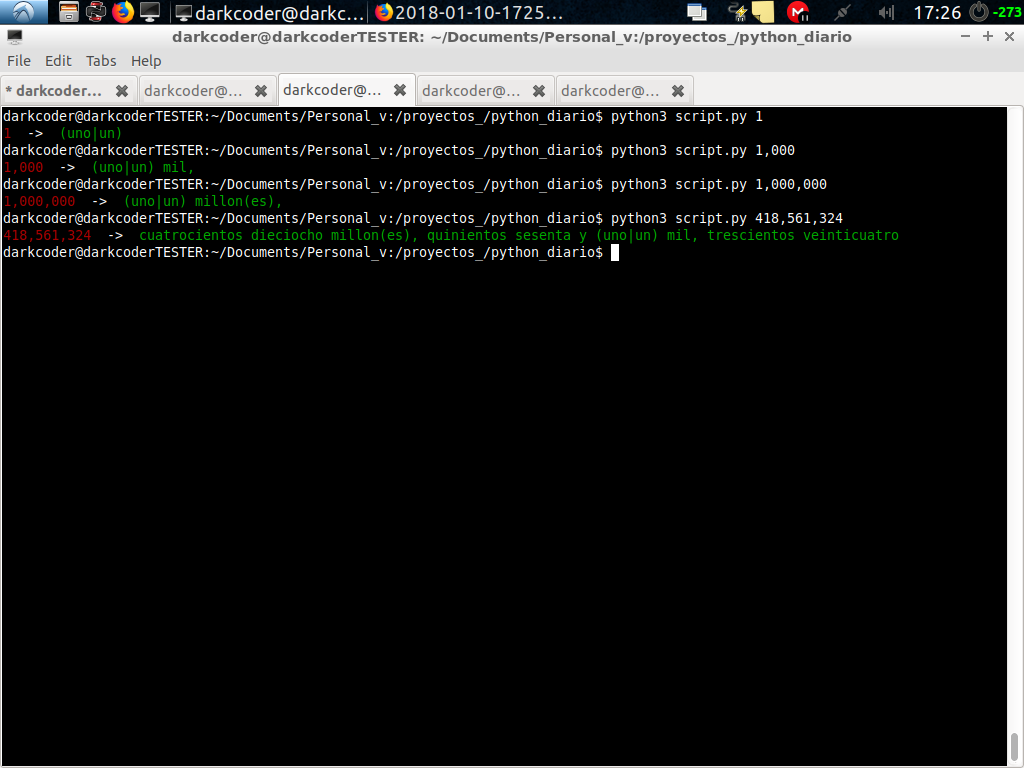 darkcoder@darkc... 2018-01-10-1725... 17:26 -273
darkcoder@darkcoderTESTER: ~/Documents/Personal_v:/proyectos_/python_diario
File Edit Tabs Help
* darkcoder... darkcoder@... darkcoder@... darkcoder@... darkcoder@...
darkcoder@darkcoderTESTER:~/Documents/Personal_v:/proyectos_/python_diario$ python3 script.py 1
1 -> (uno|un)
darkcoder@darkcoderTESTER:~/Documents/Personal_v:/proyectos_/python_diario$ python3 script.py 1,000
1,000 -> (uno|un) mil,
darkcoder@darkcoderTESTER:~/Documents/Personal_v:/proyectos_/python_diario$ python3 script.py 1,000,000
1,000,000 -> (uno|un) millon(es),
darkcoder@darkcoderTESTER:~/Documents/Personal_v:/proyectos_/python_diario$ python3 script.py 418,561,324
418,561,324 -> cuatrocientos dieciocho millon(es), quinientos sesenta y (uno|un) mil, trescientos veinticuatro
darkcoder@darkcoderTESTER:~/Documents/Personal_v:/proyectos_/python_diario$